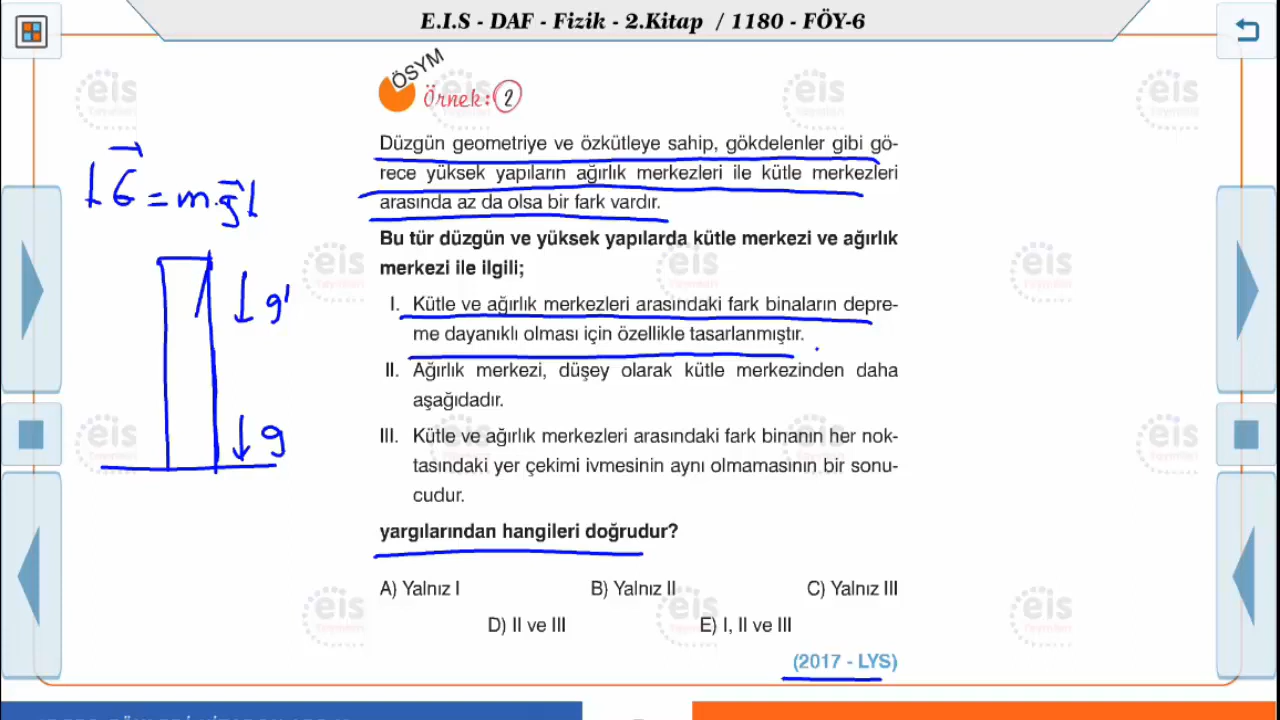 E.I.S - DAF - Fizik - 2.Kitap / 1180 - FÖY-6
ÖSYM
Örnek: 2
Düzgün geometriye ve özkütleye sahip, gökdelenler gibi gö-
rece yüksek yapıların ağırlık merkezleri ile kütle merkezleri
arasında az da olsa bir fark vardır.
Bu tür düzgün ve yüksek yapılarda kütle merkezi ve ağırlık
merkezi ile ilgili;
I. Kütle ve ağırlık merkezleri arasındaki fark binaların depre-
me dayanıklı olması için özellikle tasarlanmıştır.
II. Ağırlık merkezi, düşey olarak kütle merkezinden daha
aşağıdadır.
III. Kütle ve ağırlık merkezleri arasındaki fark binanın her nok-
tasındaki yer çekimi ivmesinin aynı olmamasının bir sonu-
cudur.
yargılarından hangileri doğrudur?
A) Yalnız I B) Yalnız II C) Yalnız III
D) II ve III E) I, II ve III
(2017 - LYS)
↓G = m.g↓
↓ g'
↓ g
eis